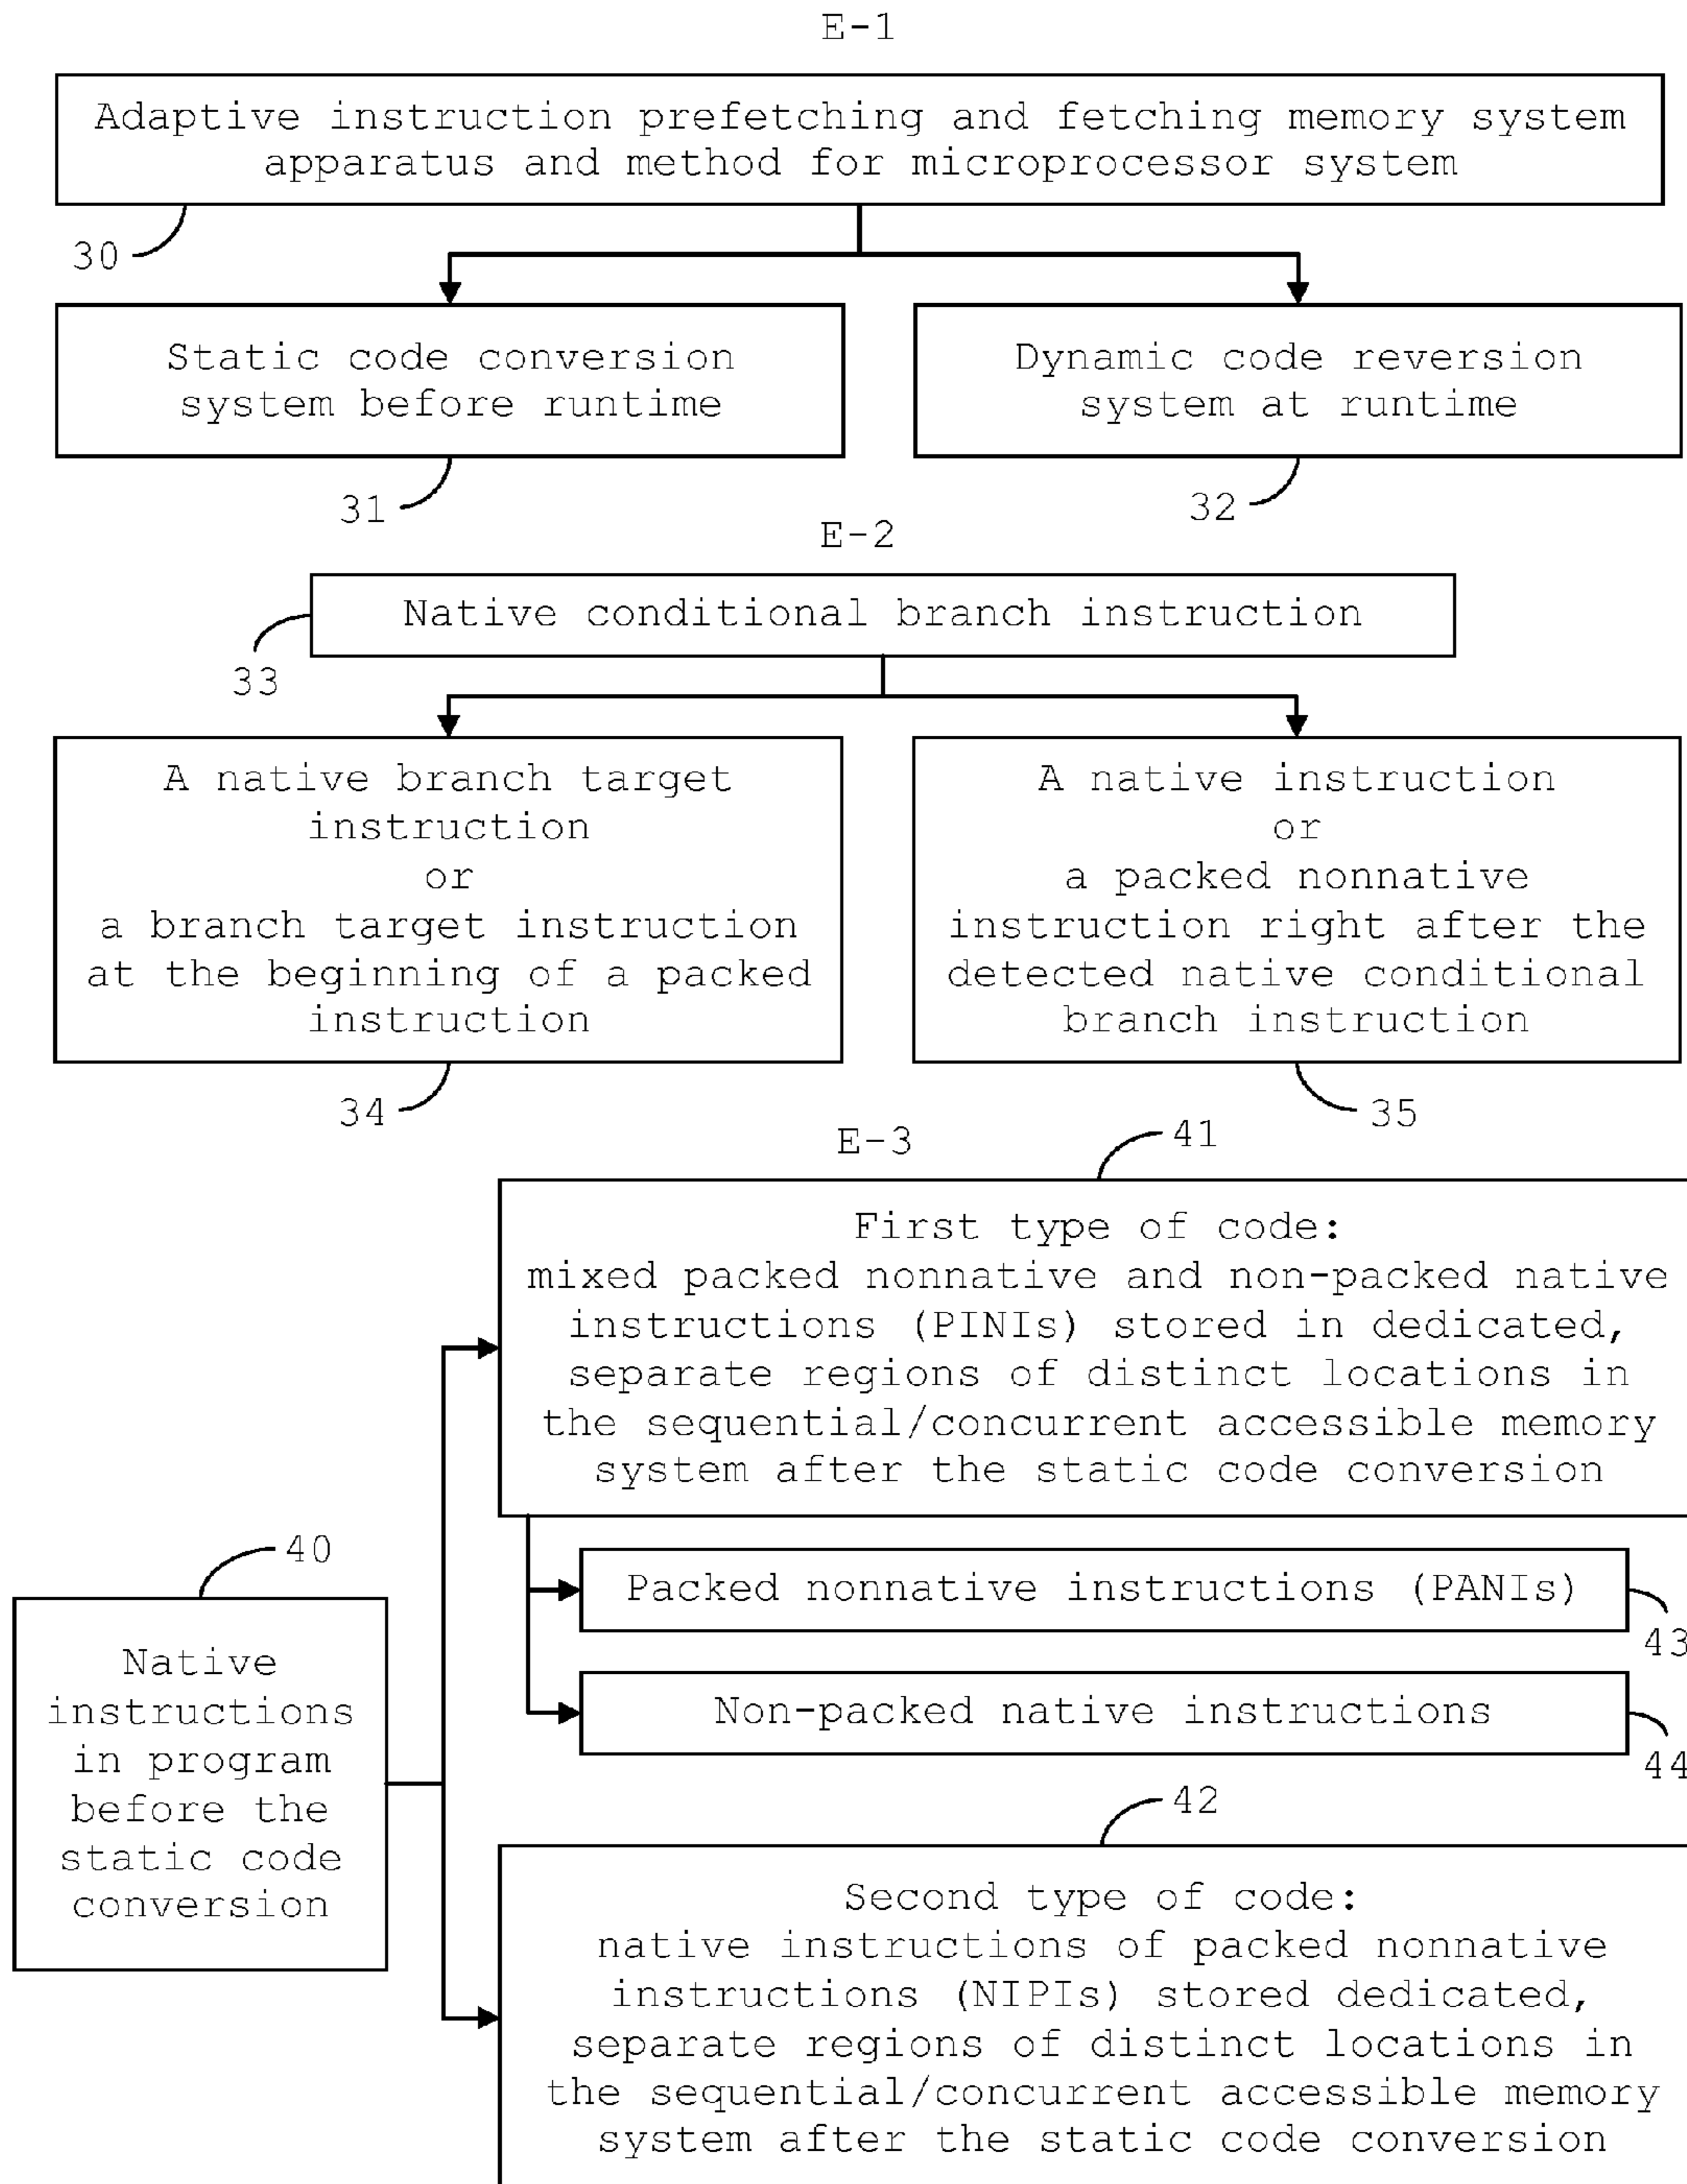 E-1
Adaptive instruction prefetching and fetching memory system
apparatus and method for microprocessor system
30
Static code conversion
system before runtime
31
Dynamic code reversion
system at runtime
32
E-2
Native conditional branch instruction
33
A native branch target
instruction
or
a branch target instruction
at the beginning of a packed
instruction
34
A native instruction
or
a packed nonnative
instruction right after the
detected native conditional
branch instruction
35
E-3
41
First type of code:
mixed packed nonnative and non-packed native
instructions (PINIs) stored in dedicated,
separate regions of distinct locations in
the sequential/concurrent accessible memory
system after the static code conversion
40
Native
instructions
in program
before the
static code
conversion
Packed nonnative instructions (PANIs)
43
Non-packed native instructions
44
42
Second type of code:
native instructions of packed nonnative
instructions (NIPIs) stored dedicated,
separate regions of distinct locations in
the sequential/concurrent accessible memory
system after the static code conversion